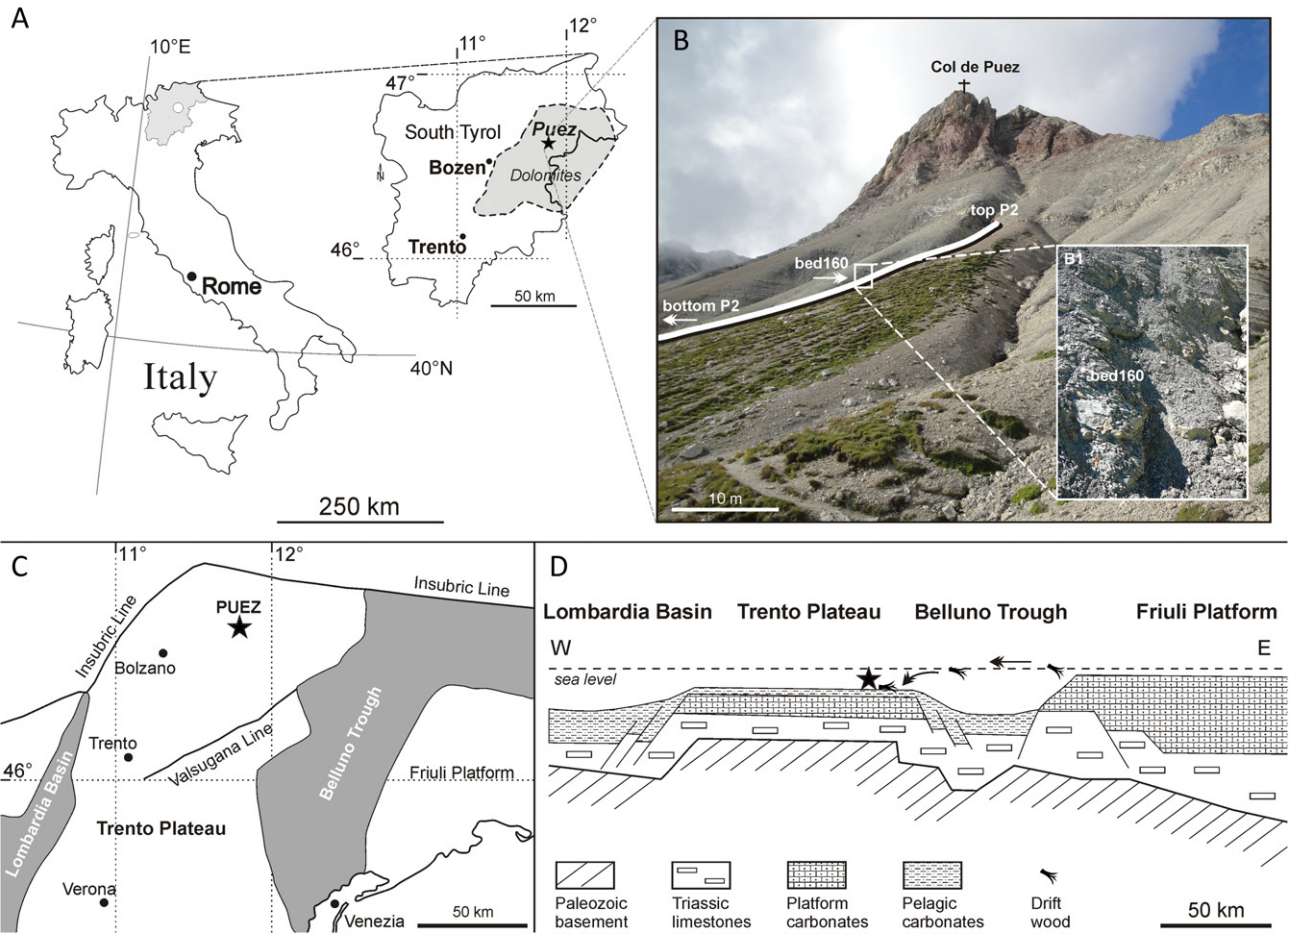 A
10°E
11°
12°
47°
South Tyrol
Puez
Bozen
N
Dolomites
46°
Trento
50 km
Rome
40°N
Italy
250 km
B
Col de Puez
top P2
bed160
bottom P2
B1
bed160
10 m
C
11°
12°
Insubric Line
Insubric Line
PUEZ
Bolzano
Trento
Valsugana Line
46°
Belluno Trough
Friuli Platform
Lombardia Basin
Trento Plateau
Verona
Venezia
50 km
D
Lombardia Basin Trento Plateau Belluno Trough Friuli Platform
W E
sea level
Paleozoic
basement
Triassic
limestones
Platform
carbonates
Pelagic
carbonates
Drift
wood
50 km